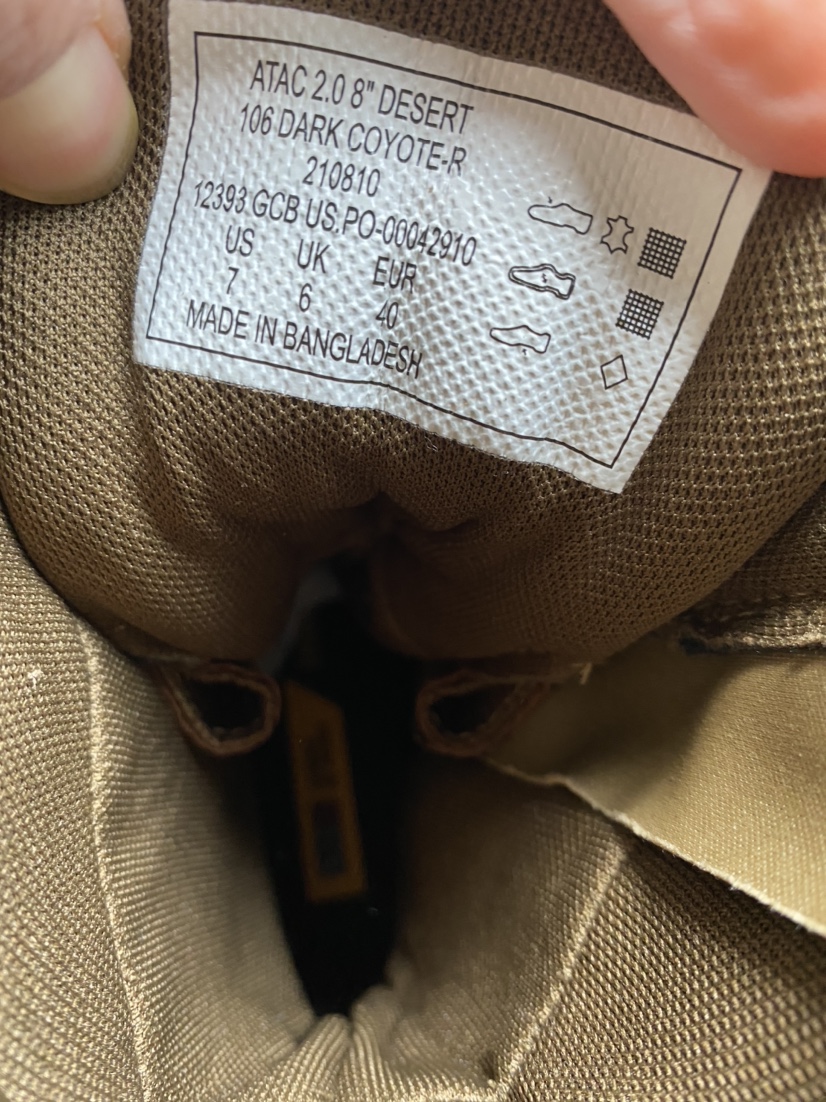 ATAC 2.0 8" DESERT
106 DARK COYOTE-R
210810
12393 GCB US.PO-00042910
US UK EUR
7 6 40
MADE IN BANGLADESH